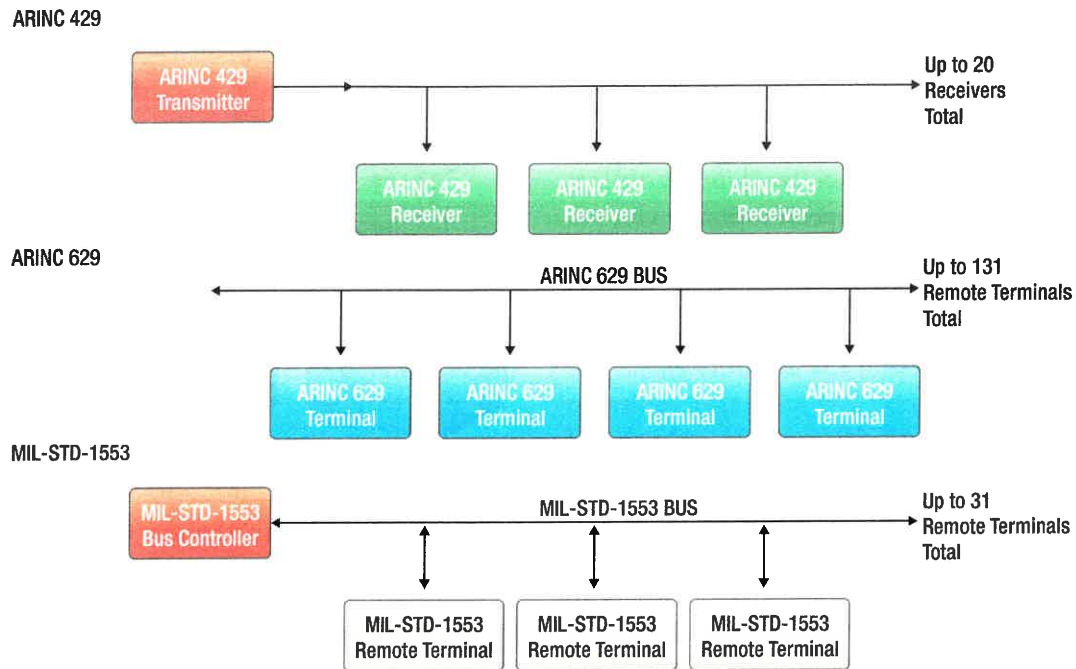 ARINC 429
ARINC 429
Transmitter
Up to 20
Receivers
Total
ARINC 429
Receiver
ARINC 429
Receiver
ARINC 429
Receiver
ARINC 629
ARINC 629 BUS
Up to 131
Remote Terminals
Total
ARINC 629
Terminal
ARINC 629
Terminal
ARINC 629
Terminal
ARINC 629
Terminal
MIL-STD-1553
MIL-STD-1553
Bus Controller
MIL-STD-1553 BUS
Up to 31
Remote Terminals
Total
MIL-STD-1553
Remote Terminal
MIL-STD-1553
Remote Terminal
MIL-STD-1553
Remote Terminal